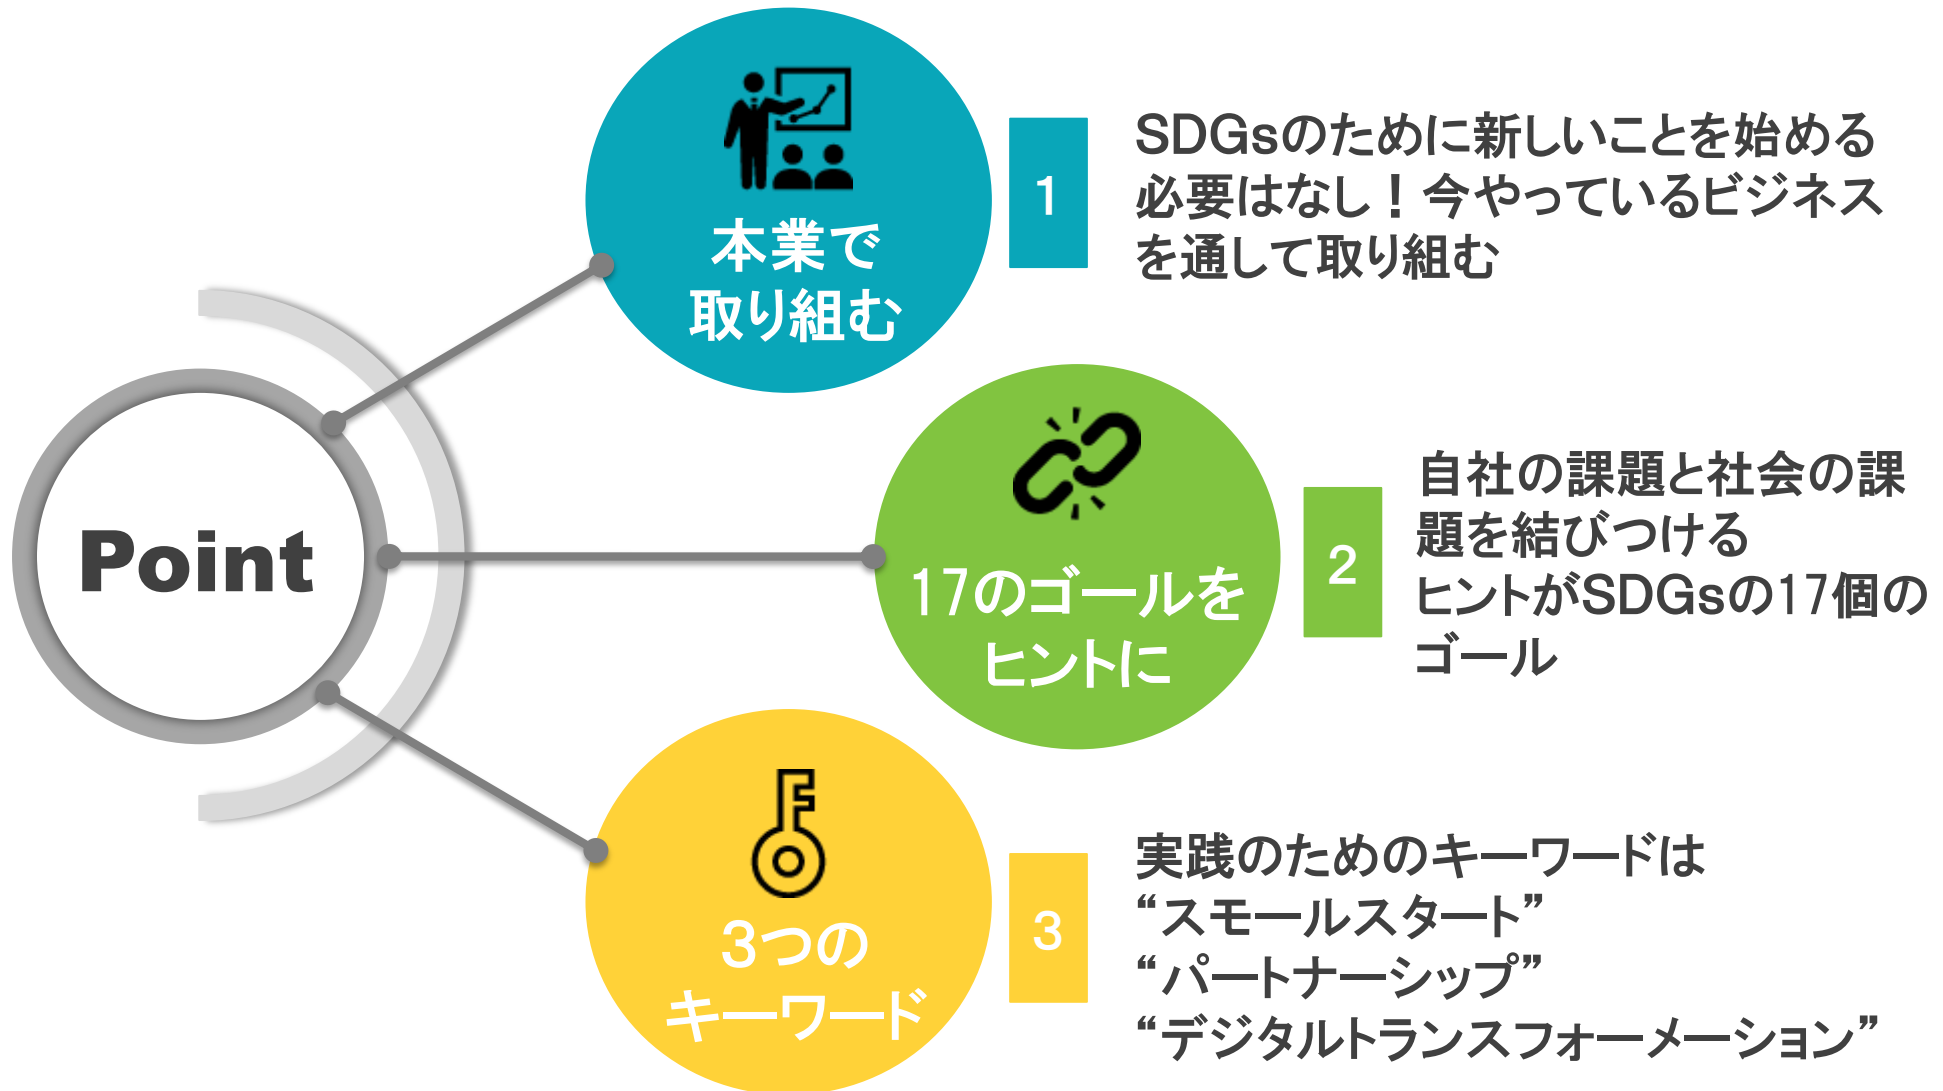 Point
本業で
取り組む
1
SDGsのために新しいことを始める
必要はなし！今やっているビジネス
を通して取り組む
17のゴールを
ヒントに
2
自社の課題と社会の課
題を結びつける
ヒントがSDGsの17個の
ゴール
3つの
キーワード
3
実践のためのキーワードは
“スモールスタート”
“パートナーシップ”
“デジタルトランスフォーメーション”